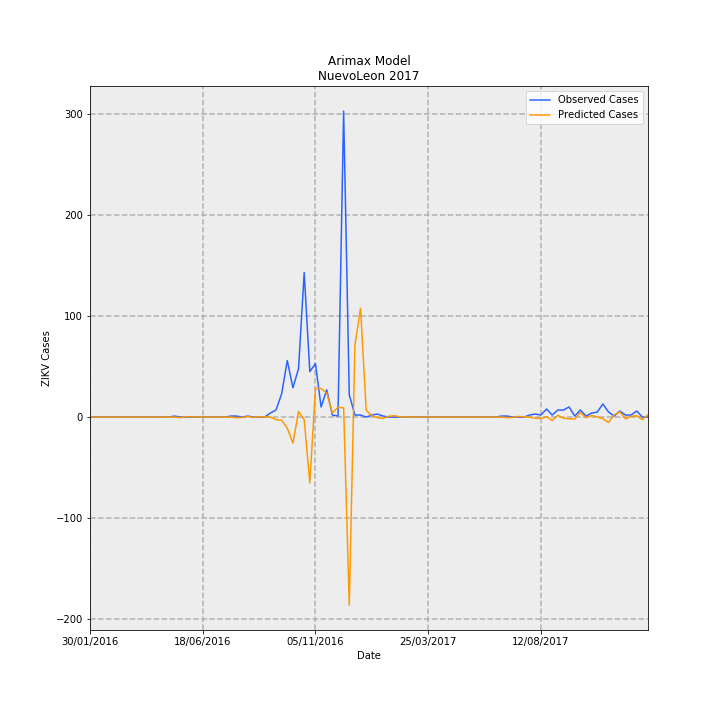 Arimax Model
NuevoLeon 2017
Observed Cases
Predicted Cases
300
200
100
0
−100
−200
ZIKV Cases
30/01/2016 18/06/2016 05/11/2016 25/03/2017 12/08/2017
Date